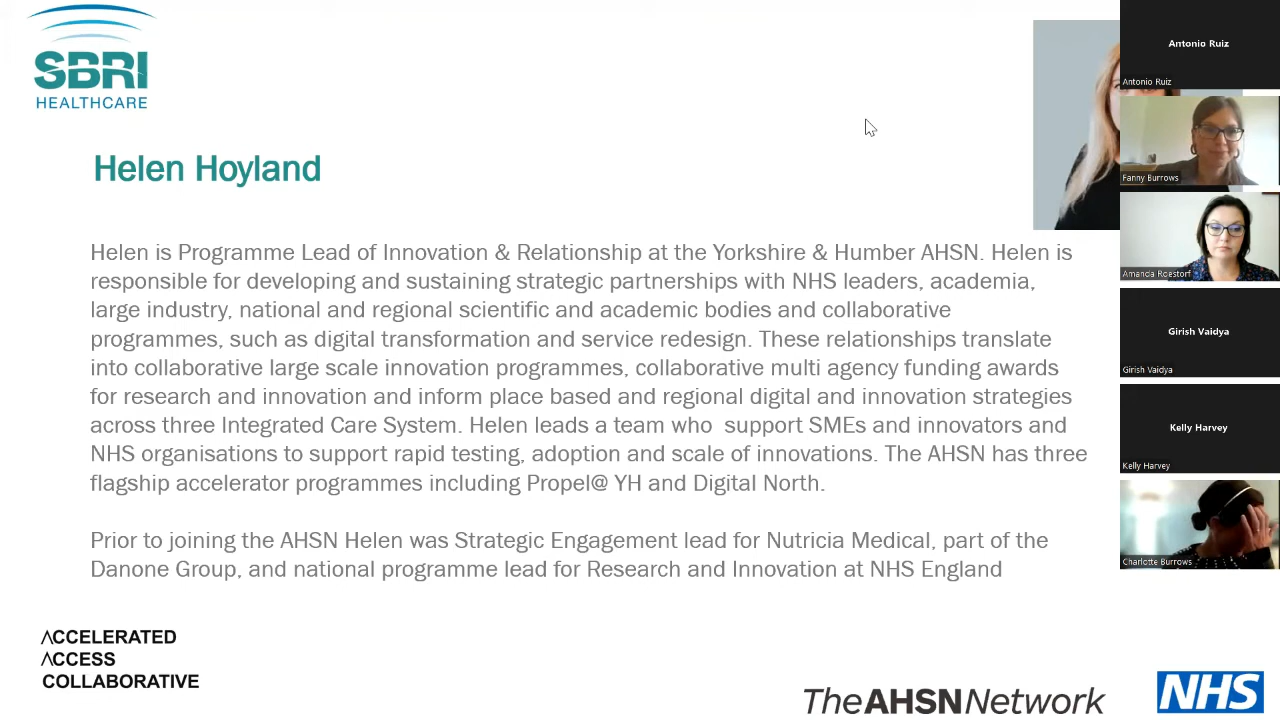 SBRI
HEALTHCARE
Helen Hoyland
Helen is Programme Lead of Innovation & Relationship at the Yorkshire & Humber AHSN. Helen is
responsible for developing and sustaining strategic partnerships with NHS leaders, academia,
large industry, national and regional scientific and academic bodies and collaborative
programmes, such as digital transformation and service redesign. These relationships translate
into collaborative large scale innovation programmes, collaborative multi agency funding awards
for research and innovation and inform place based and regional digital and innovation strategies
across three Integrated Care System. Helen leads a team who  support SMEs and innovators and
NHS organisations to support rapid testing, adoption and scale of innovations. The AHSN has three
flagship accelerator programmes including Propel@ YH and Digital North.
Prior to joining the AHSN Helen was Strategic Engagement lead for Nutricia Medical, part of the
Danone Group, and national programme lead for Research and Innovation at NHS England
ACCELERATED
ACCESS
COLLABORATIVE
TheAHSNNetwork
NHS
Antonio Ruiz
Antonio Ruiz
Fanny Burrows
Amanda Roestorf
Girish Vaidya
Girish Vaidya
Kelly Harvey
Kelly Harvey
Charlotte Burrows